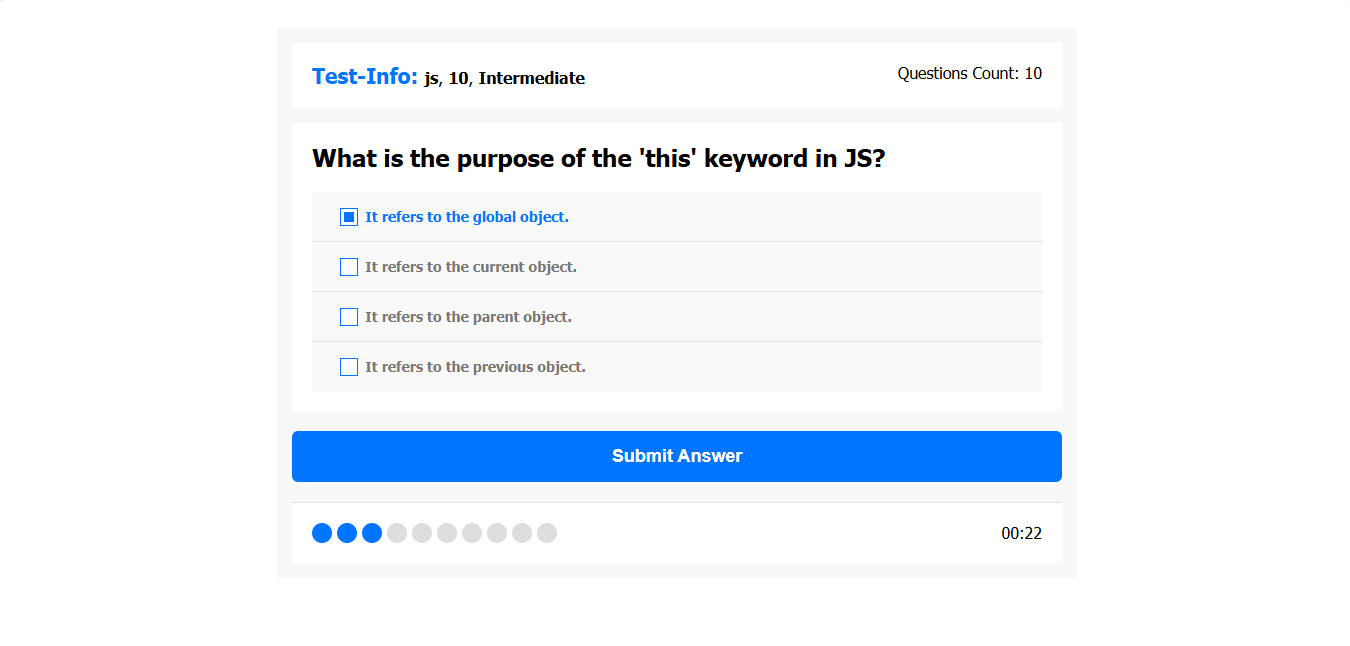 Test-Info: js, 10, Intermediate
Questions Count: 10
What is the purpose of the 'this' keyword in JS?
It refers to the global object.
It refers to the current object.
It refers to the parent object.
It refers to the previous object.
Submit Answer
00:22